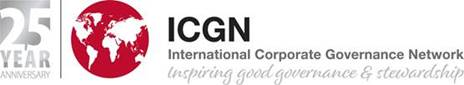 25
YEAR
ANNIVERSARY
ICGN
International Corporate Governance Network
Inspiring good governance & stewardship